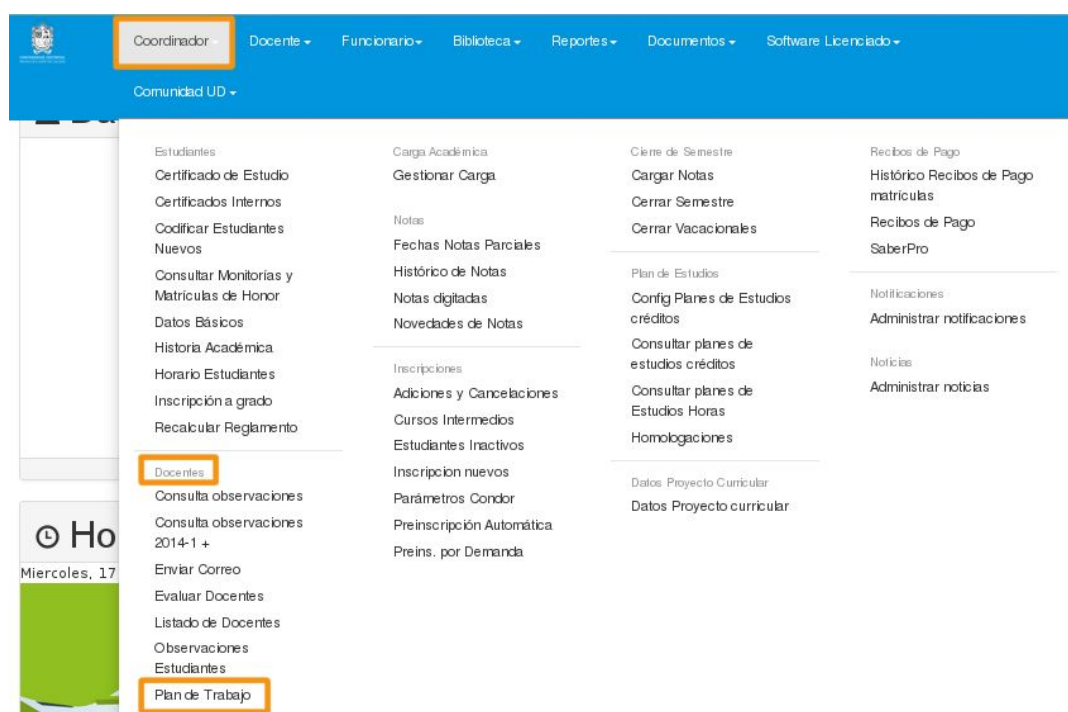 Coordinador
Docente
Funcionario
Biblioteca
Reportes
Documentos
Software Licenciado
Comunidad UD
Estudiantes
Certificado de Estudio
Certificados Internos
Codificar Estudiantes
Nuevos
Consultar Monitorías y
Matrículas de Honor
Datos Básicos
Historia Académica
Horario Estudiantes
Inscripción a grado
Recalcular Reglamento
Docentes
Consulta observaciones
Consulta observaciones
2014-1 +
Enviar Correo
Evaluar Docentes
Listado de Docentes
Observaciones
Estudiantes
Plan de Trabajo
Carga Académica
Gestionar Carga
Notas
Fechas Notas Parciales
Histórico de Notas
Notas digitadas
Novedades de Notas
Inscripciones
Adiciones y Cancelaciones
Cursos Intermedios
Estudiantes Inactivos
Inscripcion nuevos
Parámetros Condor
Preinscripción Automática
Preins. por Demanda
Cierre de Semestre
Cargar Notas
Cerrar Semestre
Cerrar Vacacionales
Plan de Estudios
Config Planes de Estudios
créditos
Consultar planes de
estudios créditos
Consultar planes de
Estudios Horas
Homologaciones
Datos Proyecto Curricular
Datos Proyecto curricular
Recibos de Pago
Histórico Recibos de Pago
matrículas
Recibos de Pago
SaberPro
Notificaciones
Administrar notificaciones
Noticias
Administrar noticias
Ho
Miercoles, 17